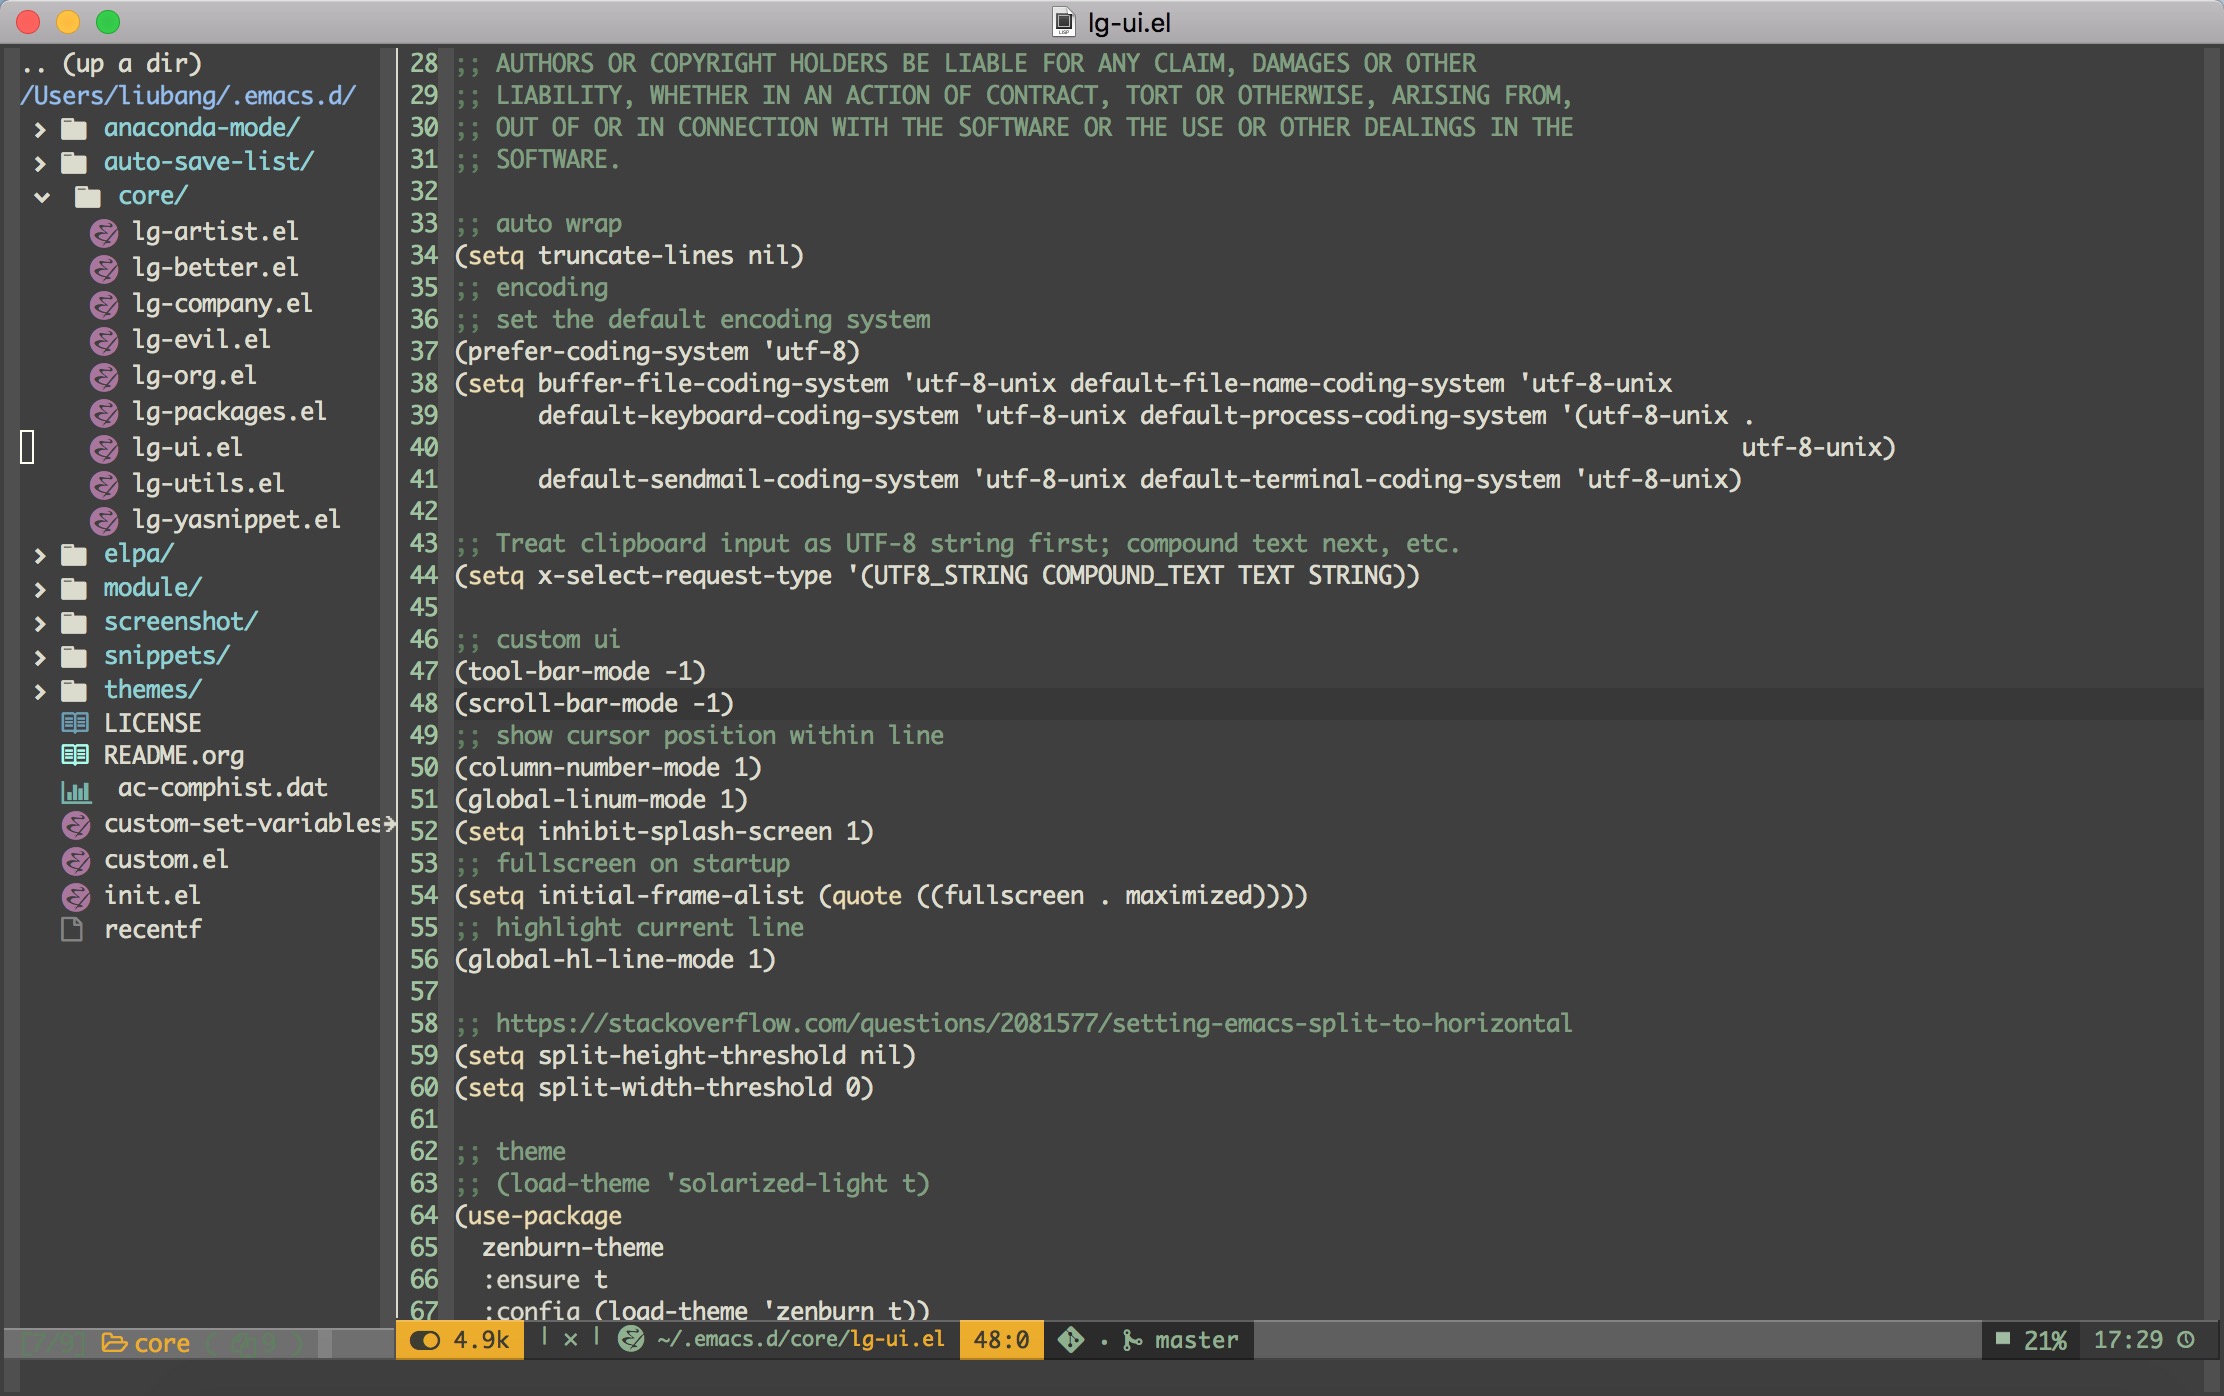 lg-ui.el
.. (up a dir)
/Users/liubang/.emacs.d/
anaconda-mode/
auto-save-list/
core/
lg-artist.el
lg-better.el
lg-company.el
lg-evil.el
lg-org.el
lg-packages.el
lg-ui.el
lg-utils.el
lg-yasnippet.el
elpa/
module/
screenshot/
snippets/
themes/
LICENSE
README.org
ac-comphist.dat
custom-set-variables
custom.el
init.el
recentf
core
28 ;; AUTHORS OR COPYRIGHT HOLDERS BE LIABLE FOR ANY CLAIM, DAMAGES OR OTHER
29 ;; LIABILITY, WHETHER IN AN ACTION OF CONTRACT, TORT OR OTHERWISE, ARISING FROM,
30 ;; OUT OF OR IN CONNECTION WITH THE SOFTWARE OR THE USE OR OTHER DEALINGS IN THE
31 ;; SOFTWARE.
32
33 ;; auto wrap
34 (setq truncate-lines nil)
35 ;; encoding
36 ;; set the default encoding system
37 (prefer-coding-system 'utf-8)
38 (setq buffer-file-coding-system 'utf-8-unix default-file-name-coding-system 'utf-8-unix
39 default-keyboard-coding-system 'utf-8-unix default-process-coding-system '(utf-8-unix .
40 utf-8-unix)
41 default-sendmail-coding-system 'utf-8-unix default-terminal-coding-system 'utf-8-unix)
42
43 ;; Treat clipboard input as UTF-8 string first; compound text next, etc.
44 (setq x-select-request-type '(UTF8_STRING COMPOUND_TEXT TEXT STRING))
45
46 ;; custom ui
47 (tool-bar-mode -1)
48 (scroll-bar-mode -1)
49 ;; show cursor position within line
50 (column-number-mode 1)
51 (global-linum-mode 1)
52 (setq inhibit-splash-screen 1)
53 ;; fullscreen on startup
54 (setq initial-frame-alist (quote ((fullscreen . maximized))))
55 ;; highlight current line
56 (global-hl-line-mode 1)
57
58 ;; https://stackoverflow.com/questions/2081577/setting-emacs-split-to-horizontal
59 (setq split-height-threshold nil)
60 (setq split-width-threshold 0)
61
62 ;; theme
63 ;; (load-theme 'solarized-light t)
64 (use-package
65 zenburn-theme
66 :ensure t
67 :config (load-theme 'zenburn t))
4.9k | × | ~/.emacs.d/core/lg-ui.el 48:0 · master 21% 17:29